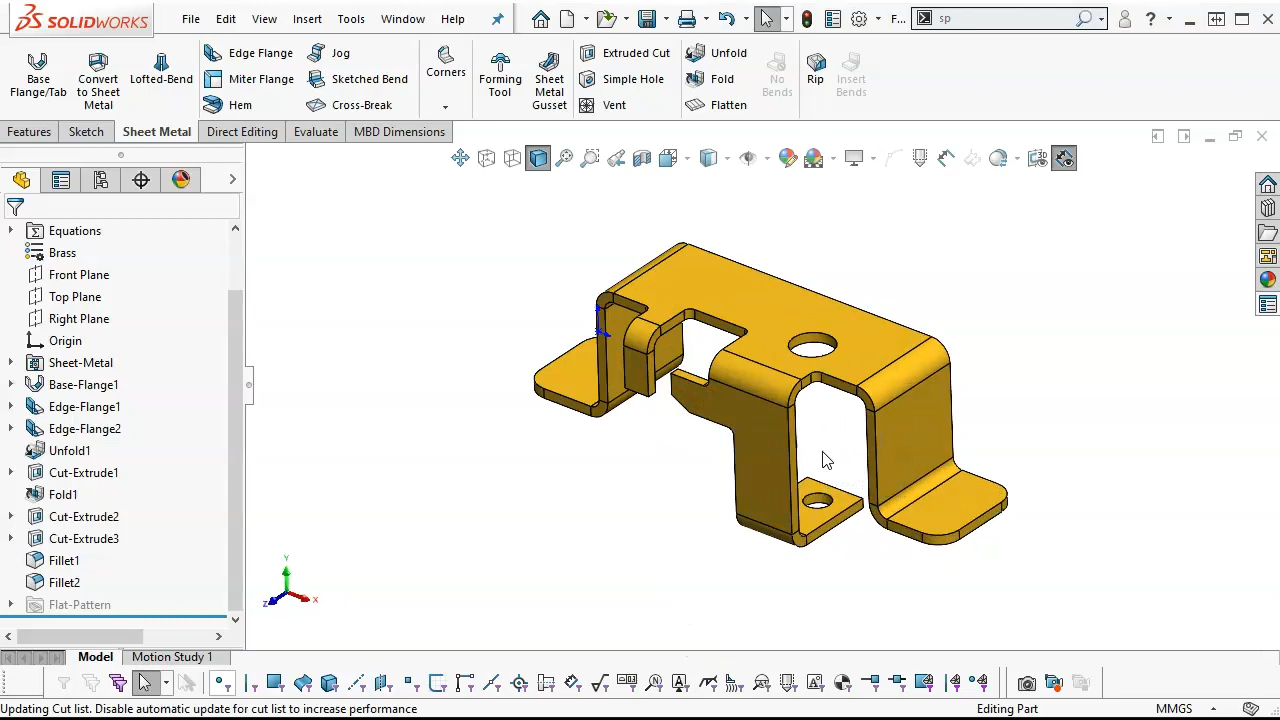 SOLIDWORKS
File Edit View Insert Tools Window Help
F... sp
Base Flange/Tab
Convert to Sheet Metal
Lofted-Bend
Edge Flange
Miter Flange
Hem
Jog
Sketched Bend
Cross-Break
Corners
Forming Tool
Sheet Metal Gusset
Extruded Cut
Simple Hole
Vent
Unfold
Fold
Flatten
No Bends
Rip
Insert Bends
Features Sketch Sheet Metal Direct Editing Evaluate MBD Dimensions
Equations
Brass
Front Plane
Top Plane
Right Plane
Origin
Sheet-Metal
Base-Flange1
Edge-Flange1
Edge-Flange2
Unfold1
Cut-Extrude1
Fold1
Cut-Extrude2
Cut-Extrude3
Fillet1
Fillet2
Flat-Pattern
Y
Z X
Model Motion Study 1
Updating Cut list. Disable automatic update for cut list to increase performance Editing Part MMGS